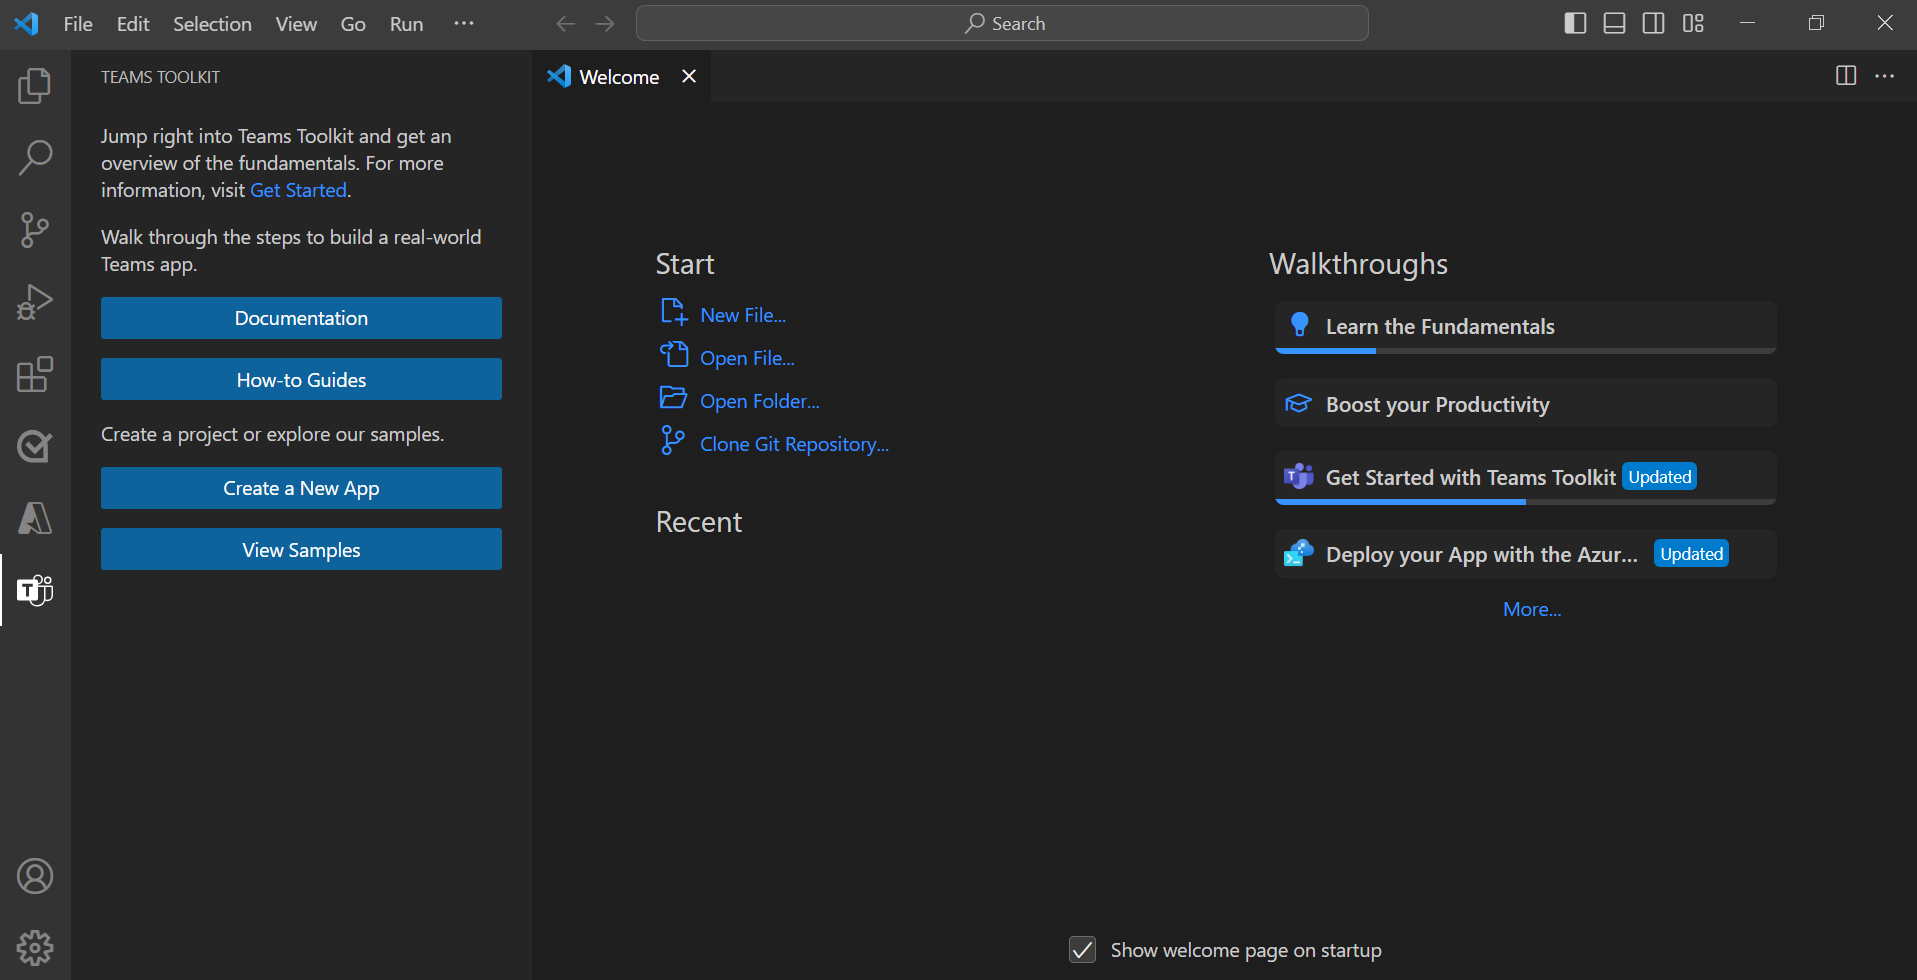 File Edit Selection View Go Run ···
Search
TEAMS TOOLKIT
Jump right into Teams Toolkit and get an
overview of the fundamentals. For more
information, visit Get Started.
Walk through the steps to build a real-world
Teams app.
Documentation
How-to Guides
Create a project or explore our samples.
Create a New App
View Samples
Welcome
Start
New File...
Open File...
Open Folder...
Clone Git Repository...
Recent
Walkthroughs
Learn the Fundamentals
Boost your Productivity
Get Started with Teams Toolkit Updated
Deploy your App with the Azur... Updated
More...
Show welcome page on startup